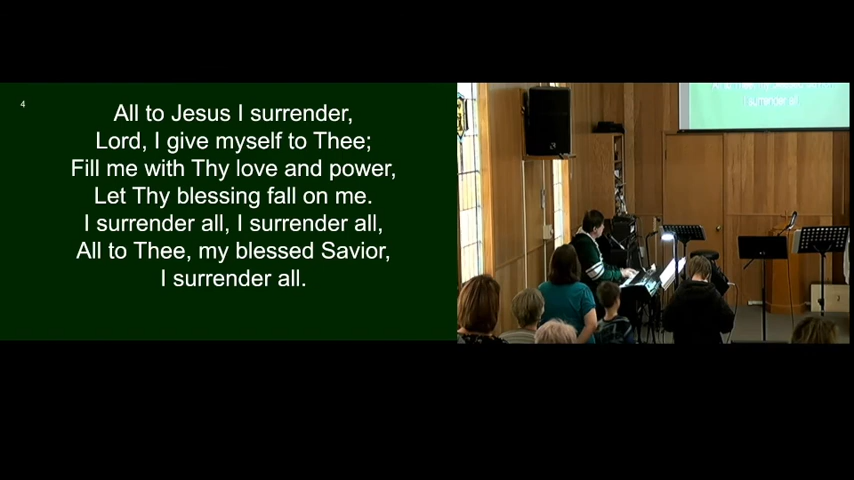 4
All to Jesus I surrender,
Lord, I give myself to Thee;
Fill me with Thy love and power,
Let Thy blessing fall on me.
I surrender all, I surrender all,
All to Thee, my blessed Savior,
I surrender all.
I surrender all.